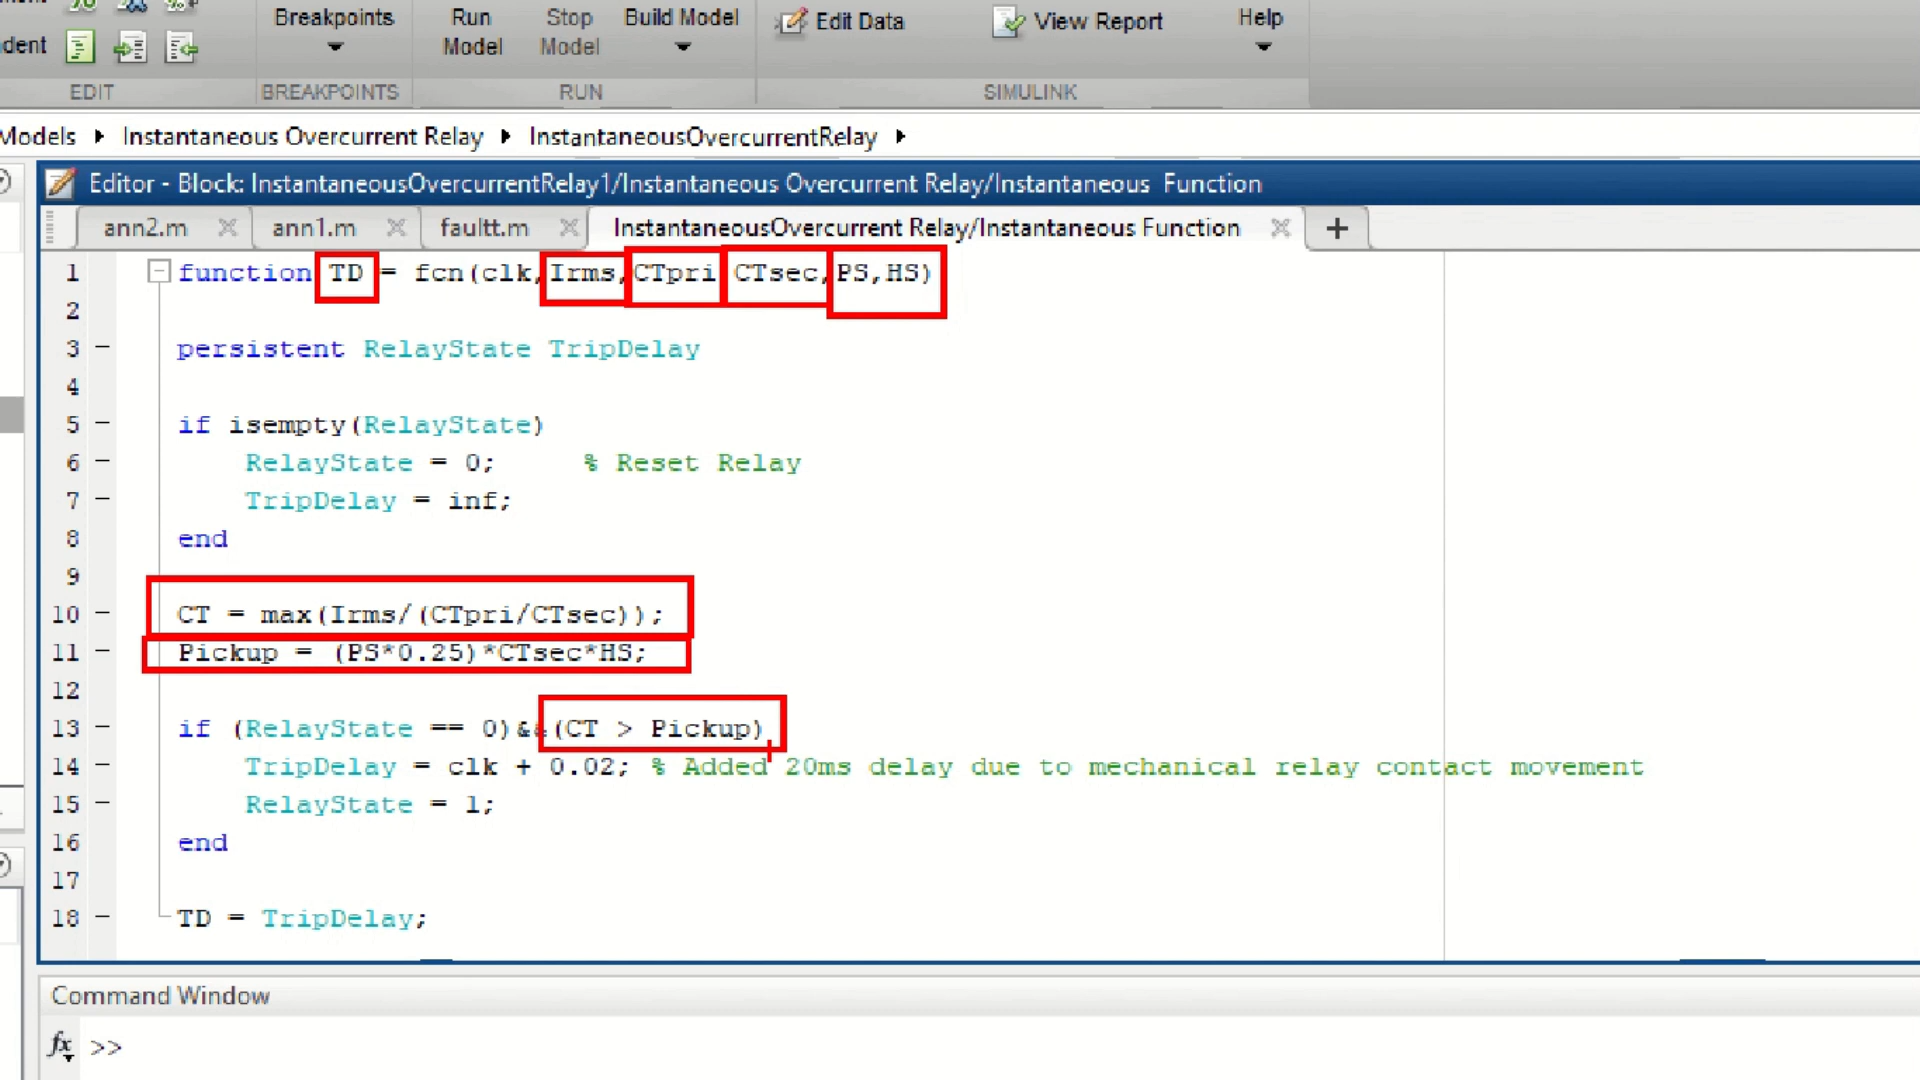 Breakpoints
Run Model
Stop Model
Build Model
Edit Data
View Report
Help
EDIT
BREAKPOINTS
RUN
SIMULINK
Models ▸ Instantaneous Overcurrent Relay ▸ InstantaneousOvercurrentRelay ▸
Editor - Block: InstantaneousOvercurrentRelay1/Instantaneous Overcurrent Relay/Instantaneous Function
ann2.m
ann1.m
faultt.m
InstantaneousOvercurrent Relay/Instantaneous Function
+
1 function TD = fcn(clk,Irms,CTpri CTsec,PS,HS)
2
3 persistent RelayState TripDelay
4
5 if isempty(RelayState)
6 RelayState = 0; % Reset Relay
7 TripDelay = inf;
8 end
9
10 CT = max(Irms/(CTpri/CTsec));
11 Pickup = (PS*0.25)*CTsec*HS;
12
13 if (RelayState == 0)&&(CT > Pickup)
14 TripDelay = clk + 0.02; % Added 20ms delay due to mechanical relay contact movement
15 RelayState = 1;
16 end
17
18 TD = TripDelay;
Command Window
fx >>